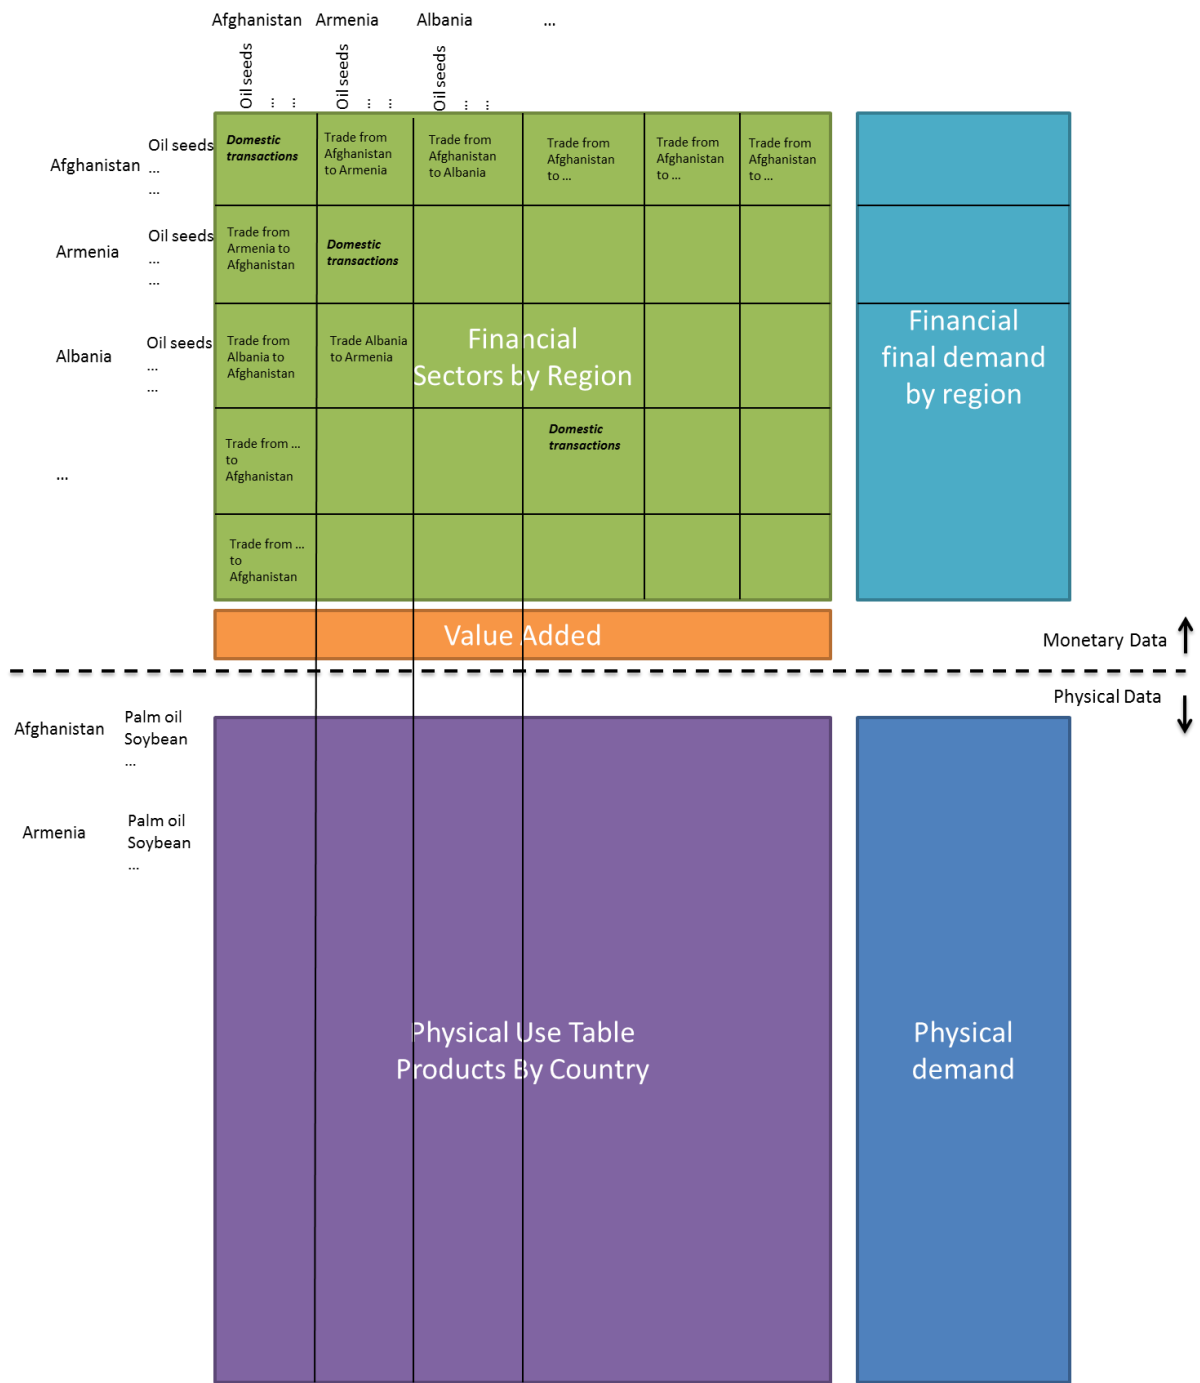 Afghanistan Armenia Albania ...
Oil seeds ... ... Oil seeds ... ... Oil seeds ... ...
Afghanistan
Oil seeds
...
...
Domestic
transactions
Trade from
Afghanistan
to Armenia
Trade from
Afghanistan
to Albania
Trade from
Afghanistan
to ...
Trade from
Afghanistan
to ...
Trade from
Afghanistan
to ...
Armenia
Oil seeds
...
...
Trade from
Armenia to
Afghanistan
Domestic
transactions
Albania
Oil seeds
...
...
Trade from
Albania to
Afghanistan
Trade Albania
to Armenia
Financial
Sectors by Region
Financial
final demand
by region
...
Trade from ...
to
Afghanistan
Domestic
transactions
Trade from ...
to
Afghanistan
Value Added
Monetary Data
Physical Data
Afghanistan
Palm oil
Soybean
...
Armenia
Palm oil
Soybean
...
Physical Use Table
Products By Country
Physical
demand